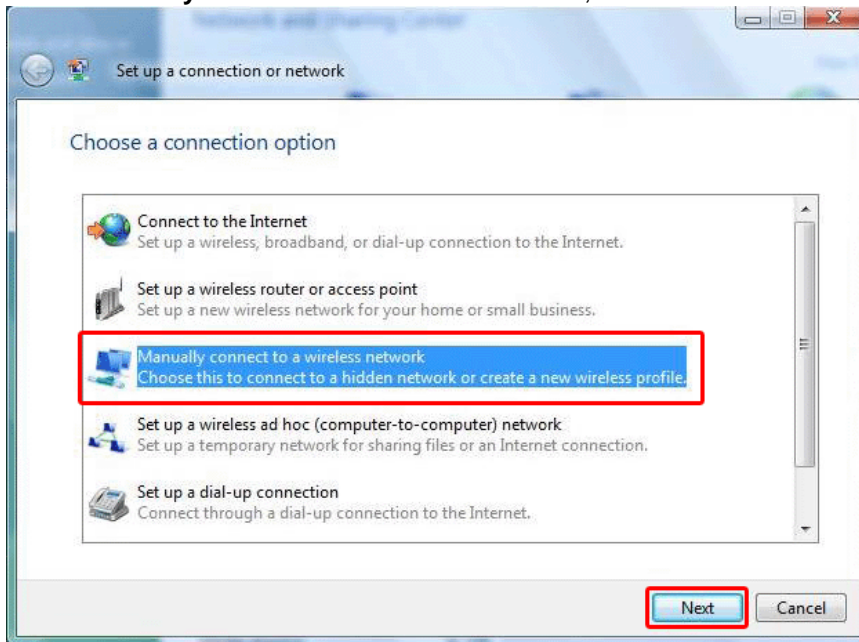 Network and Sharing Center
Set up a connection or network
Choose a connection option
Connect to the Internet
Set up a wireless, broadband, or dial-up connection to the Internet.
Set up a wireless router or access point
Set up a new wireless network for your home or small business.
Manually connect to a wireless network
Choose this to connect to a hidden network or create a new wireless profile.
Set up a wireless ad hoc (computer-to-computer) network
Set up a temporary network for sharing files or an Internet connection.
Set up a dial-up connection
Connect through a dial-up connection to the Internet.
Next
Cancel